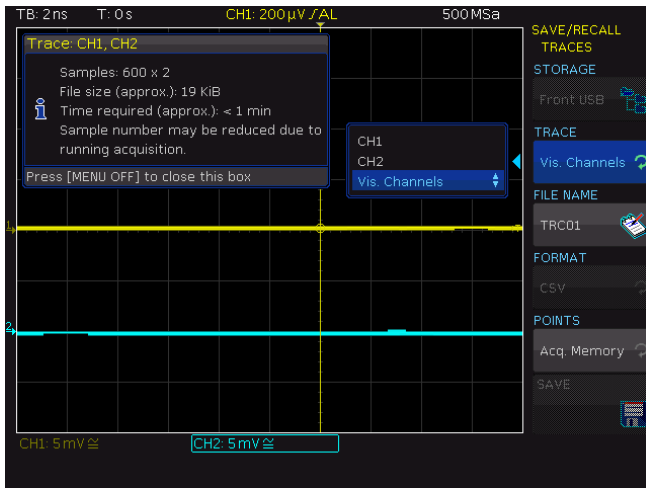 TB: 2ns T: 0s CH1: 200µV / AL 500MSa
Trace: CH1, CH2
Samples: 600 x 2
File size (approx.): 19 KiB
Time required (approx.): < 1 min
Sample number may be reduced due to
running acquisition.
Press [MENU OFF] to close this box
CH1
CH2
Vis. Channels
1
2
CH1: 5mV≅
CH2: 5mV≅
SAVE/RECALL
TRACES
STORAGE
Front USB
TRACE
Vis. Channels
FILE NAME
TRC01
FORMAT
CSV
POINTS
Acq. Memory
SAVE